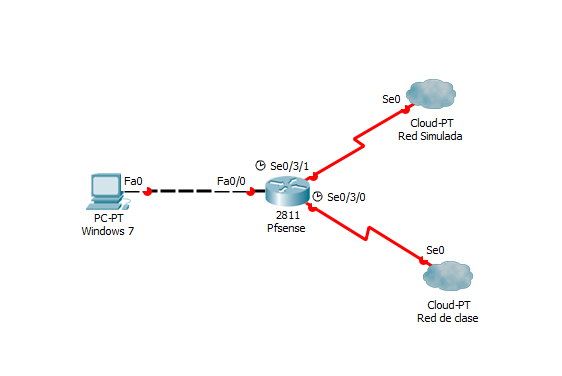 Se0
Cloud-PT
Red Simulada
Se0/3/1
Fa0
Fa0/0
Se0/3/0
PC-PT
Windows 7
2811
Pfsense
Se0
Cloud-PT
Red de clase